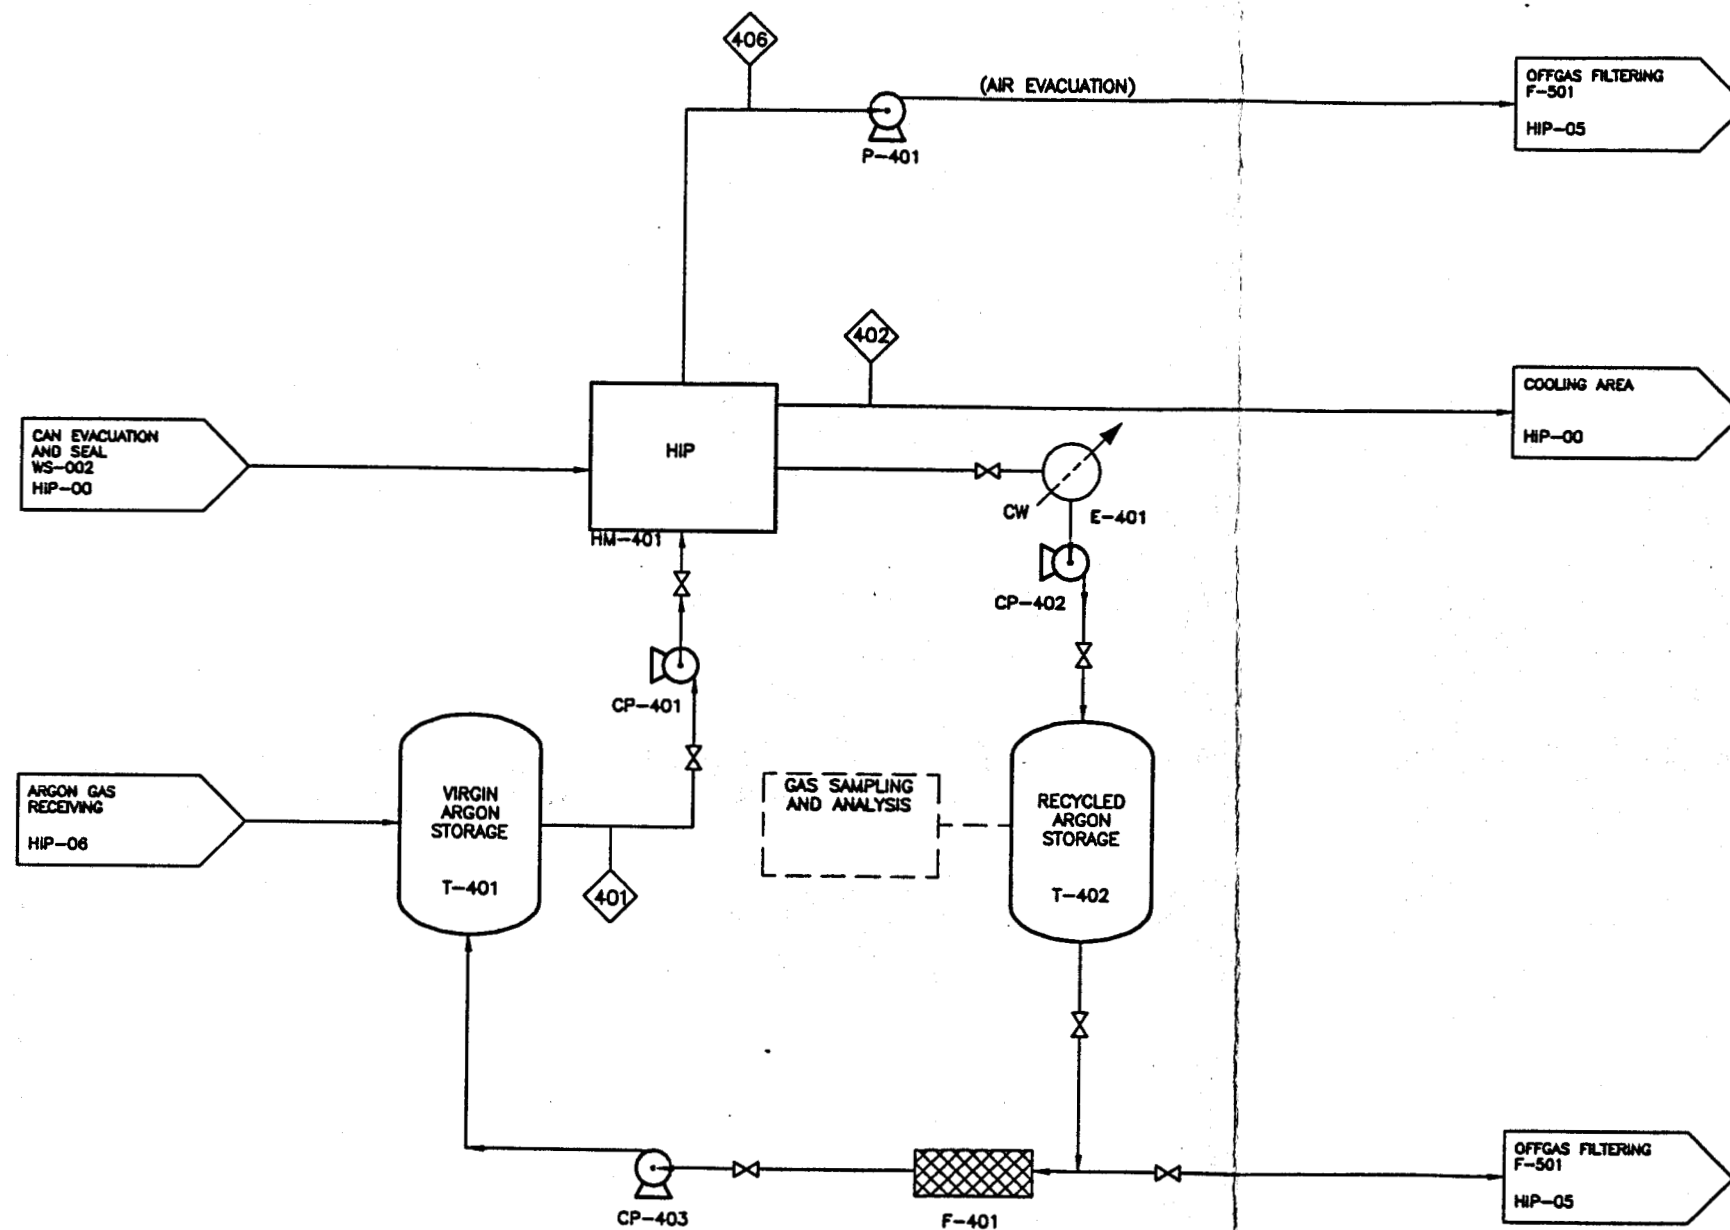 406
(AIR EVACUATION)
P-401
OFFGAS FILTERING
F-501
HIP-05
402
COOLING AREA
HIP-00
CAN EVACUATION
AND SEAL
WS-002
HIP-00
HIP
HM-401
CW
E-401
CP-402
CP-401
ARGON GAS
RECEIVING
HIP-06
VIRGIN
ARGON
STORAGE
T-401
401
GAS SAMPLING
AND ANALYSIS
RECYCLED
ARGON
STORAGE
T-402
CP-403
F-401
OFFGAS FILTERING
F-501
HIP-05